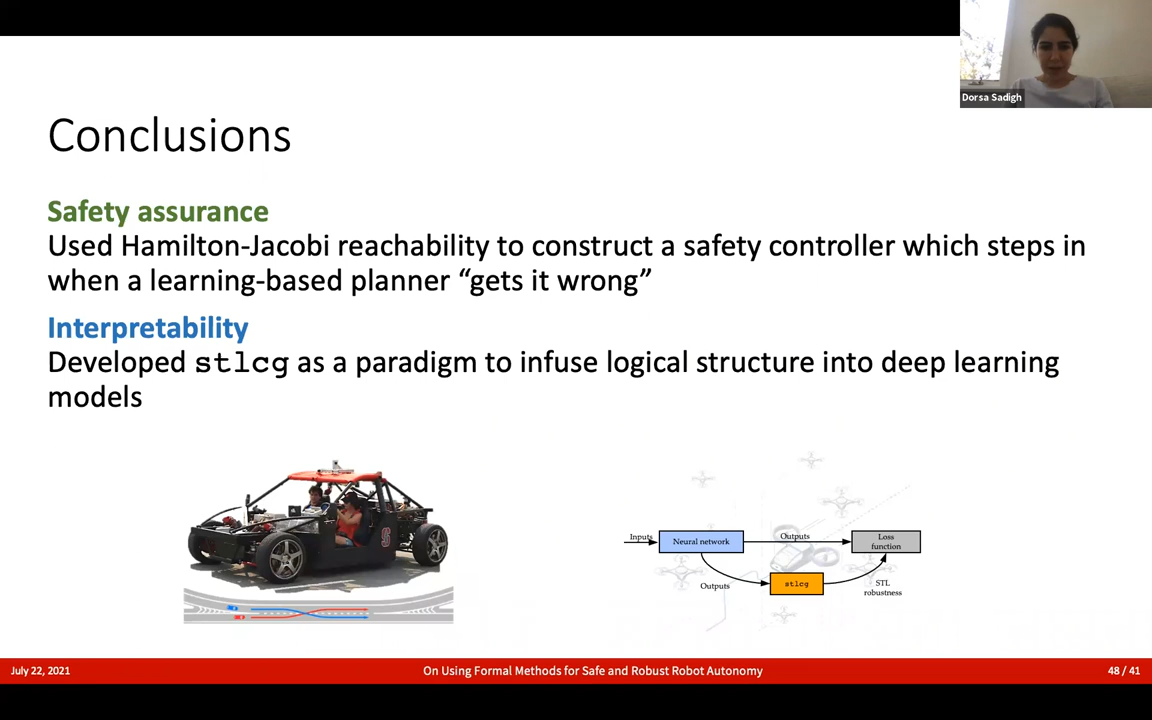 Dorsa Sadigh
Conclusions
Safety assurance
Used Hamilton-Jacobi reachability to construct a safety controller which steps in
when a learning-based planner “gets it wrong”
Interpretability
Developed stlcg as a paradigm to infuse logical structure into deep learning
models
S
Inputs
Neural network
Outputs
Loss
function
Outputs
stlcg
STL
robustness
July 22, 2021
On Using Formal Methods for Safe and Robust Robot Autonomy
48 / 41